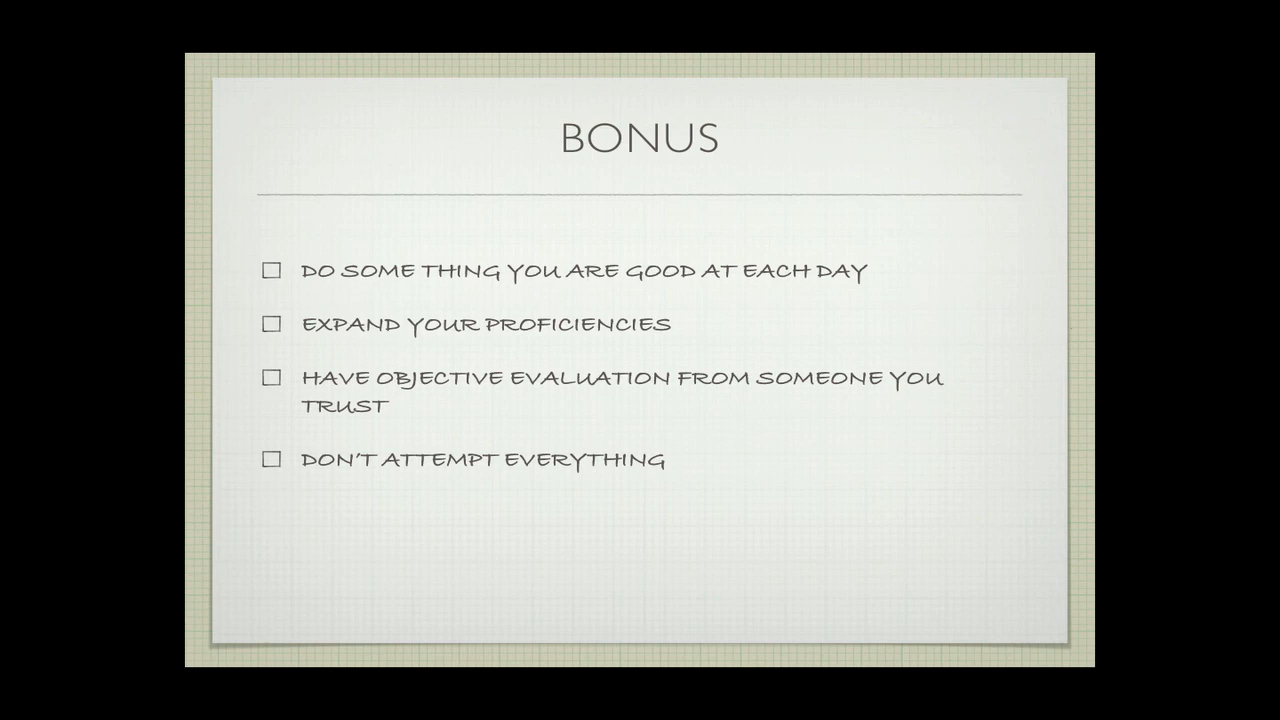 BONUS
DO SOME THING YOU ARE GOOD AT EACH DAY
EXPAND YOUR PROFICIENCIES
HAVE OBJECTIVE EVALUATION FROM SOMEONE YOU
TRUST
DON'T ATTEMPT EVERYTHING